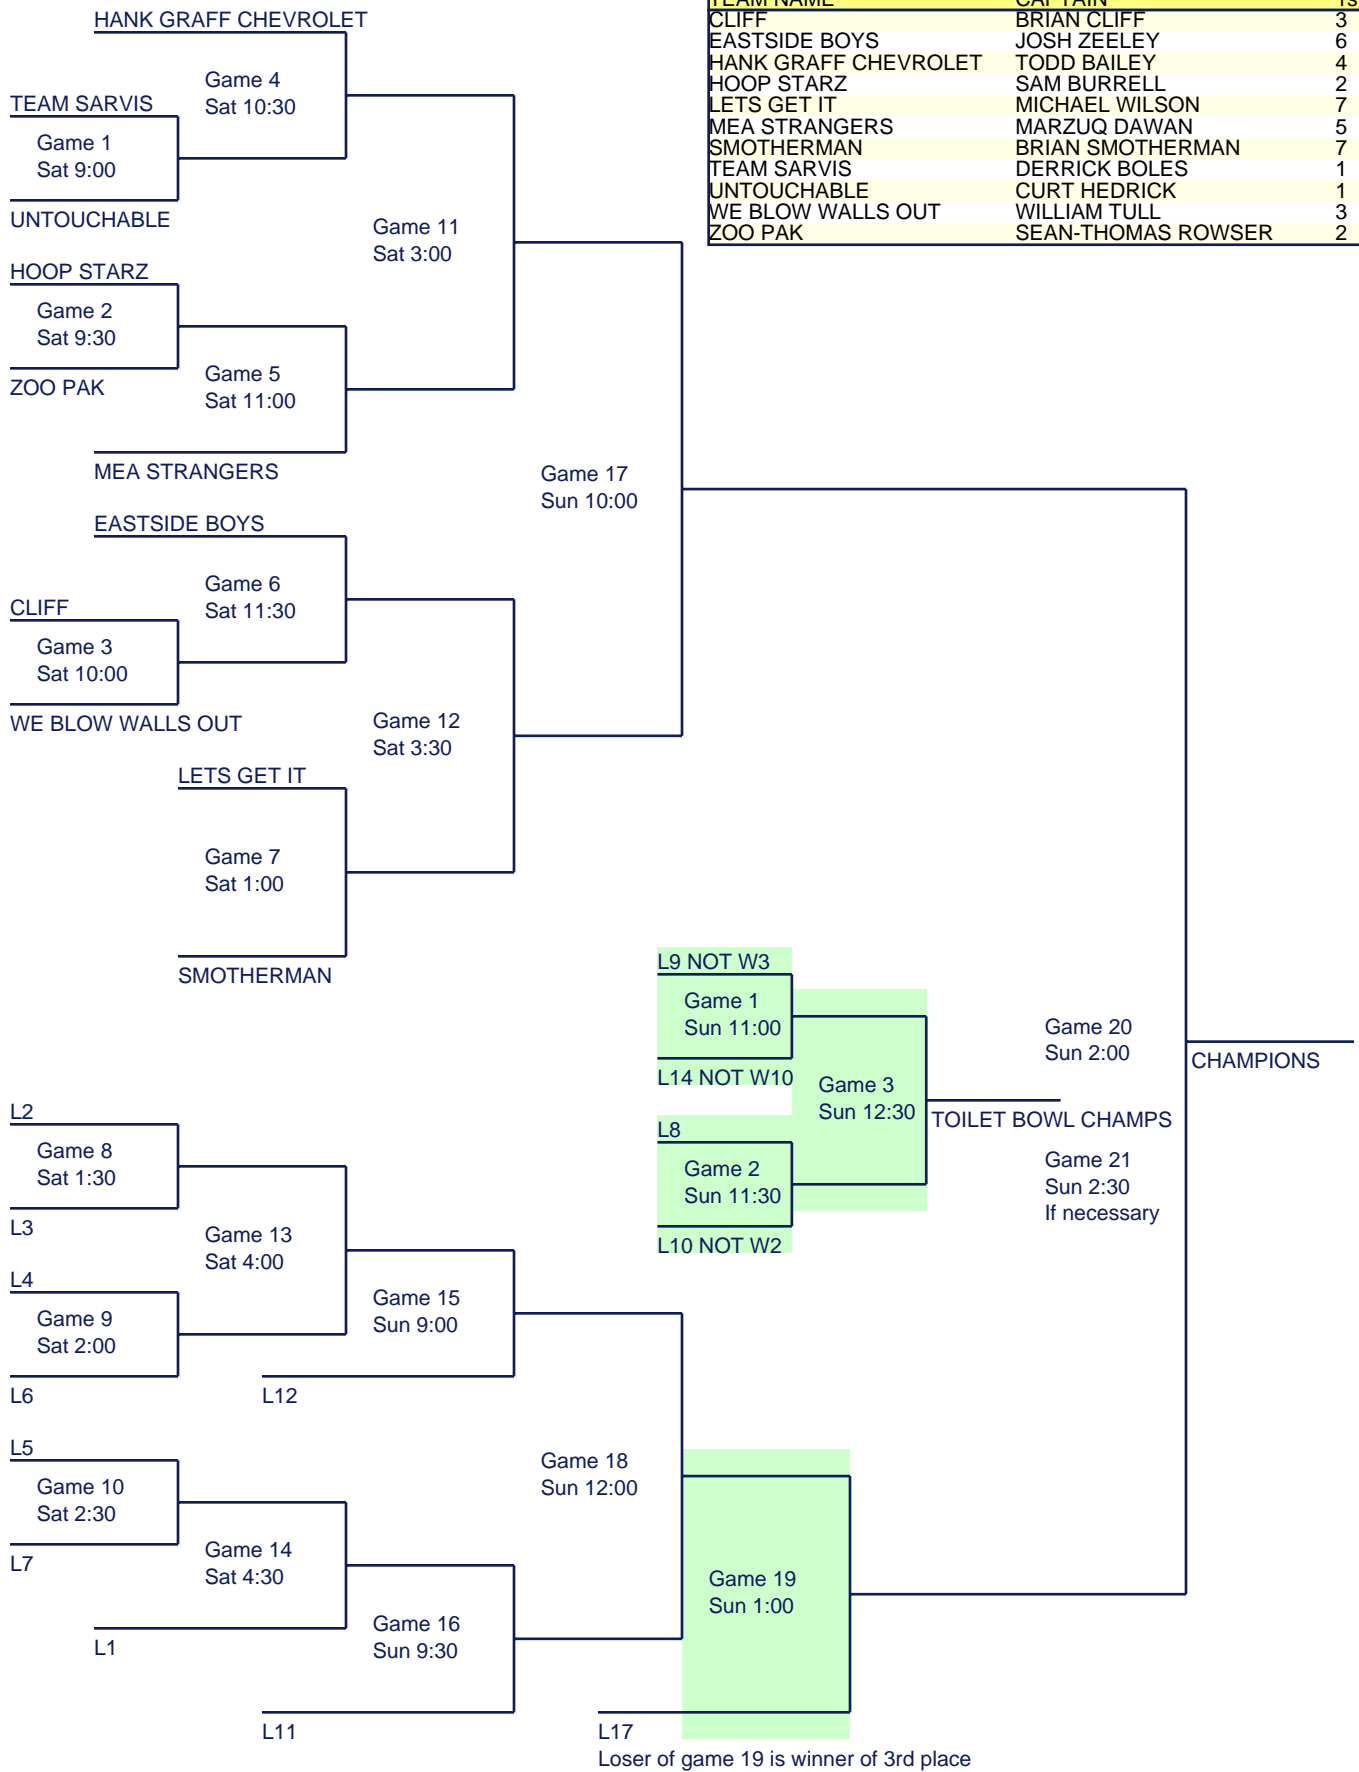 TEAM NAME CAPTAIN 1s
CLIFF BRIAN CLIFF 3
EASTSIDE BOYS JOSH ZEELEY 6
HANK GRAFF CHEVROLET TODD BAILEY 4
HOOP STARZ SAM BURRELL 2
LETS GET IT MICHAEL WILSON 7
MEA STRANGERS MARZUQ DAWAN 5
SMOTHERMAN BRIAN SMOTHERMAN 7
TEAM SARVIS DERRICK BOLES 1
UNTOUCHABLE CURT HEDRICK 1
WE BLOW WALLS OUT WILLIAM TULL 3
ZOO PAK SEAN-THOMAS ROWSER 2
HANK GRAFF CHEVROLET
Game 4
Sat 10:30
TEAM SARVIS
Game 1
Sat 9:00
UNTOUCHABLE
Game 11
Sat 3:00
HOOP STARZ
Game 2
Sat 9:30
ZOO PAK
Game 5
Sat 11:00
MEA STRANGERS
Game 17
Sun 10:00
EASTSIDE BOYS
Game 6
Sat 11:30
CLIFF
Game 3
Sat 10:00
WE BLOW WALLS OUT
Game 12
Sat 3:30
LETS GET IT
Game 7
Sat 1:00
SMOTHERMAN
L9 NOT W3
Game 1
Sun 11:00
L14 NOT W10
Game 3
Sun 12:30
L8
Game 2
Sun 11:30
L10 NOT W2
TOILET BOWL CHAMPS
Game 20
Sun 2:00
CHAMPIONS
Game 21
Sun 2:30
If necessary
L2
Game 8
Sat 1:30
L3
Game 13
Sat 4:00
L4
Game 9
Sat 2:00
L6
Game 15
Sun 9:00
L12
L5
Game 10
Sat 2:30
L7
Game 14
Sat 4:30
L1
Game 16
Sun 9:30
L11
Game 18
Sun 12:00
Game 19
Sun 1:00
L17
Loser of game 19 is winner of 3rd place